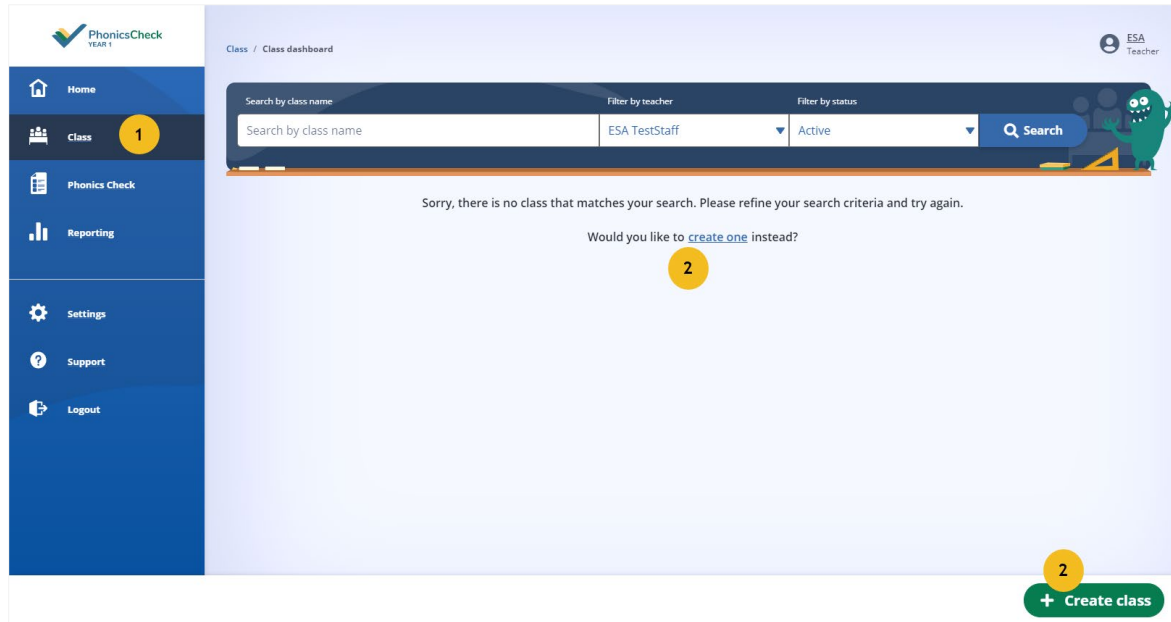 PhonicsCheck
YEAR 1
Class / Class dashboard
ESA
Teacher
Home
Class 1
Phonics Check
Reporting
Settings
Support
Logout
Search by class name
Filter by teacher
Filter by status
Search by class name
ESA TestStaff
Active
Search
Sorry, there is no class that matches your search. Please refine your search criteria and try again.
Would you like to create one instead?
2
2
+ Create class